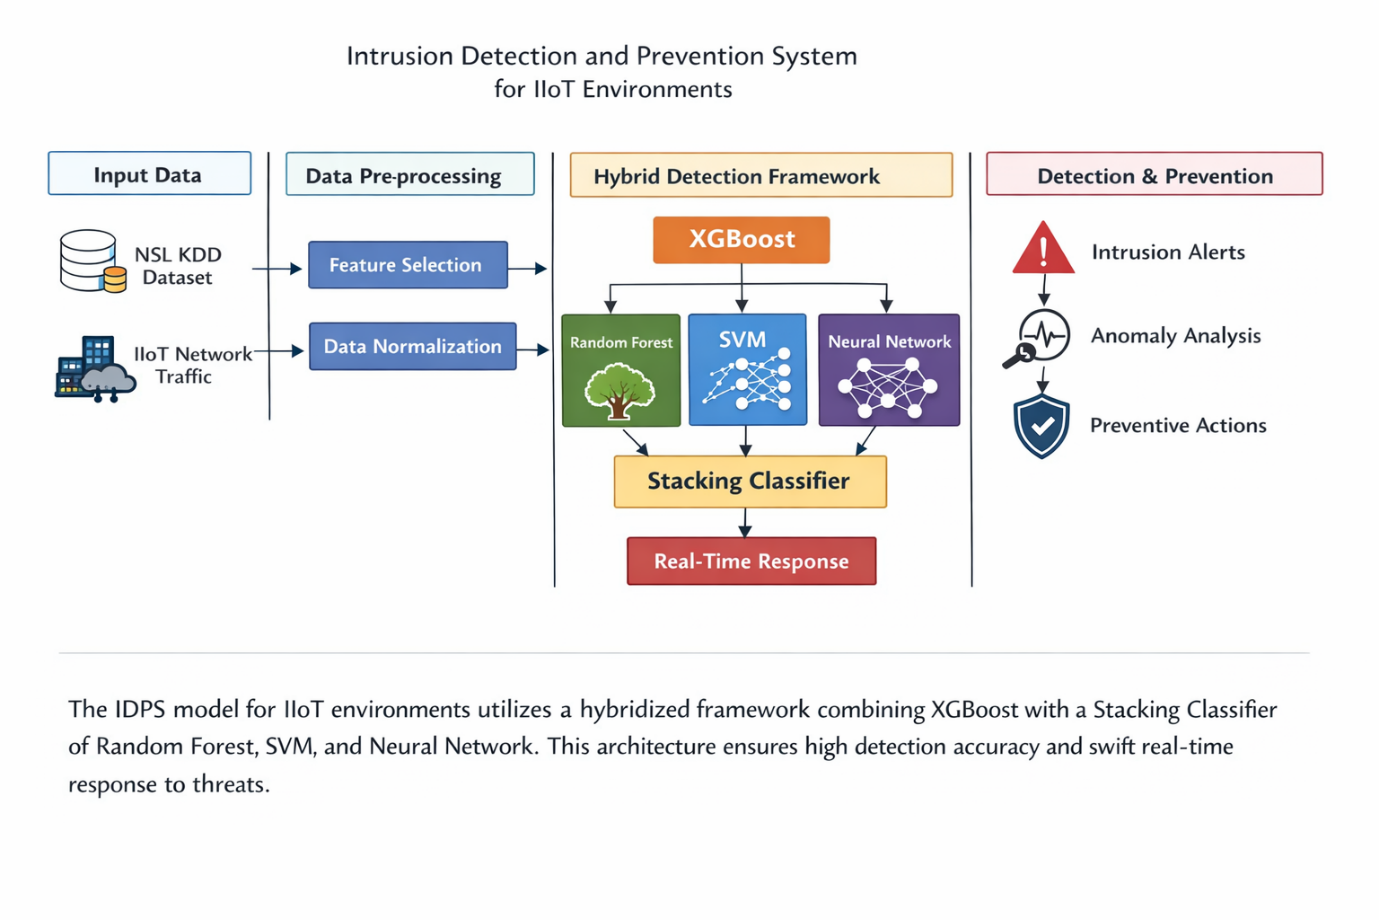 Intrusion Detection and Prevention System
for IIoT Environments
Input Data
NSL KDD
Dataset
IIoT Network
Traffic
Data Pre-processing
Feature Selection
Data Normalization
Hybrid Detection Framework
XGBoost
Random Forest
SVM
Neural Network
Stacking Classifier
Real-Time Response
Detection & Prevention
Intrusion Alerts
Anomaly Analysis
Preventive Actions
The IDPS model for IIoT environments utilizes a hybridized framework combining XGBoost with a Stacking Classifier
of Random Forest, SVM, and Neural Network. This architecture ensures high detection accuracy and swift real-time
response to threats.